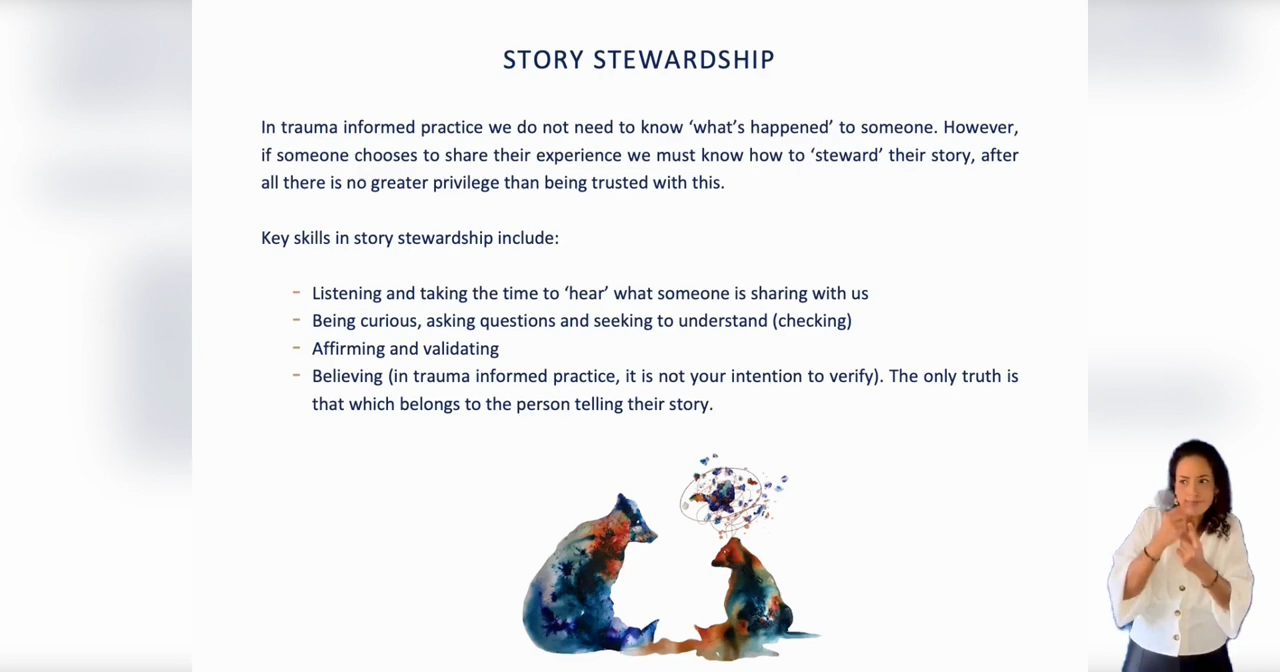 STORY STEWARDSHIP
In trauma informed practice we do not need to know ‘what’s happened’ to someone. However,
if someone chooses to share their experience we must know how to ‘steward’ their story, after
all there is no greater privilege than being trusted with this.
Key skills in story stewardship include:
- Listening and taking the time to ‘hear’ what someone is sharing with us
- Being curious, asking questions and seeking to understand (checking)
- Affirming and validating
- Believing (in trauma informed practice, it is not your intention to verify). The only truth is
that which belongs to the person telling their story.